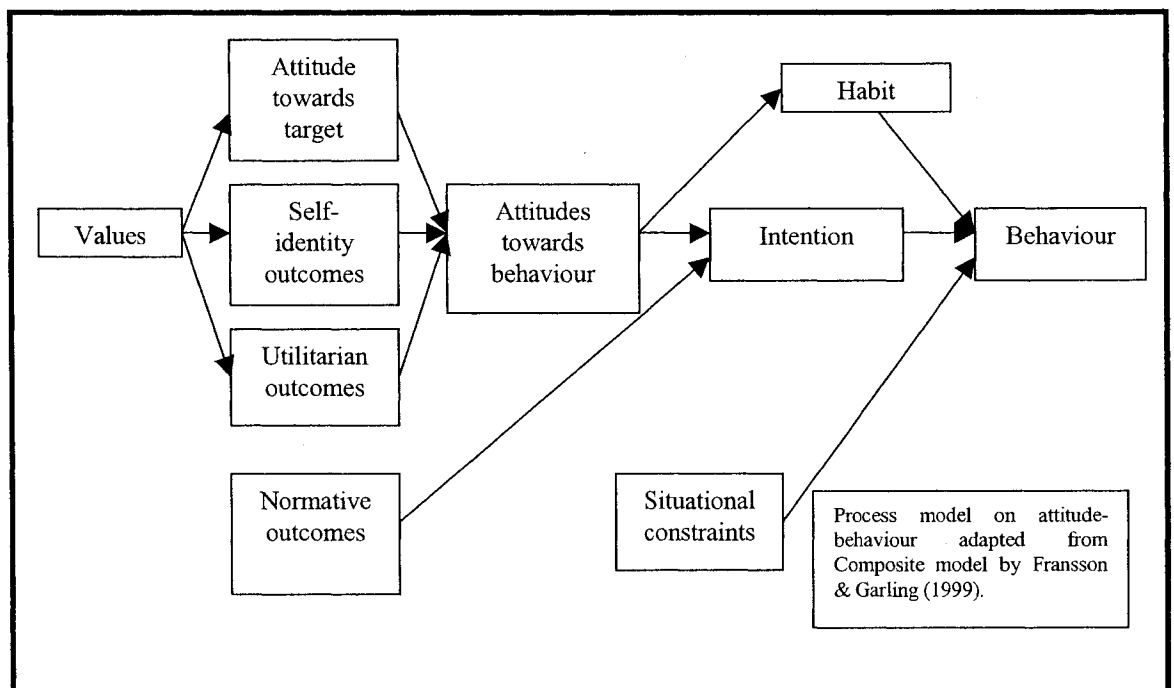 Attitude
towards
target
Habit
Values
Self-
identity
outcomes
Attitudes
towards
behaviour
Intention
Behaviour
Utilitarian
outcomes
Normative
outcomes
Situational
constraints
Process model on attitude-
behaviour adapted from
Composite model by Fransson
& Garling (1999).